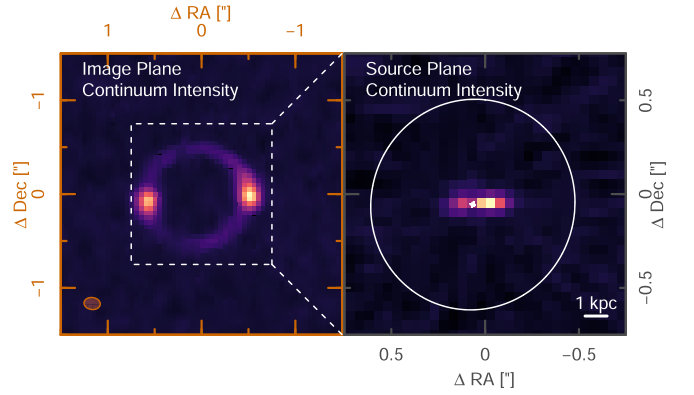 Δ RA ["]
1 0 −1
Image Plane
Continuum Intensity
Source Plane
Continuum Intensity
−1
0
−1
Δ Dec ["]
0.5
0
−0.5
Δ Dec ["]
1 kpc
0.5 0 −0.5
Δ RA ["]